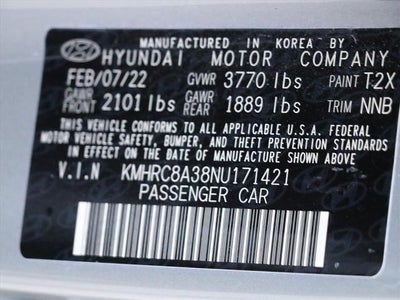 MANUFACTURED IN KOREA BY
HYUNDAI MOTOR COMPANY
FEB/07/22 GVWR 3770 lbs PAINT T2X
GAWR FRONT 2101 lbs GAWR REAR 1889 lbs TRIM NNB
THIS VEHICLE CONFORMS TO ALL APPLICABLE U.S.A. FEDERAL
MOTOR VEHICLE SAFETY, BUMPER, AND THEFT PREVENTION STANDARDS
IN EFFECT ON THE DATE OF MANUFACTURE SHOWN ABOVE.
V.I.N KMHRC8A38NU171421
PASSENGER CAR